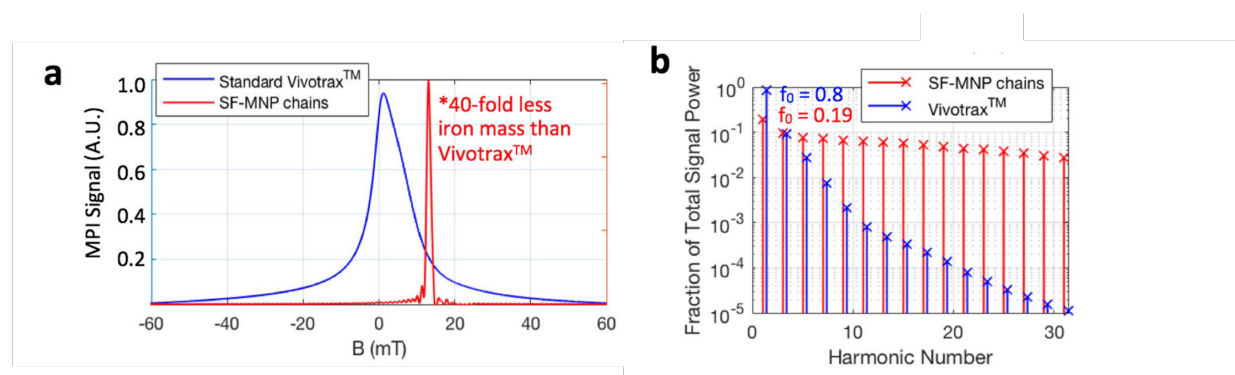 a
MPI Signal (A.U.)
1.0
0.8
0.6
0.4
0.2
Standard Vivotrax™
SF-MNP chains
*40-fold less
iron mass than
Vivotrax™
-60
-40
-20
0
20
40
60
B (mT)
b
Fraction of Total Signal Power
10⁰
10⁻¹
10⁻²
10⁻³
10⁻⁴
10⁻⁵
f₀ = 0.8
f₀ = 0.19
SF-MNP chains
Vivotrax™
0
10
20
30
Harmonic Number